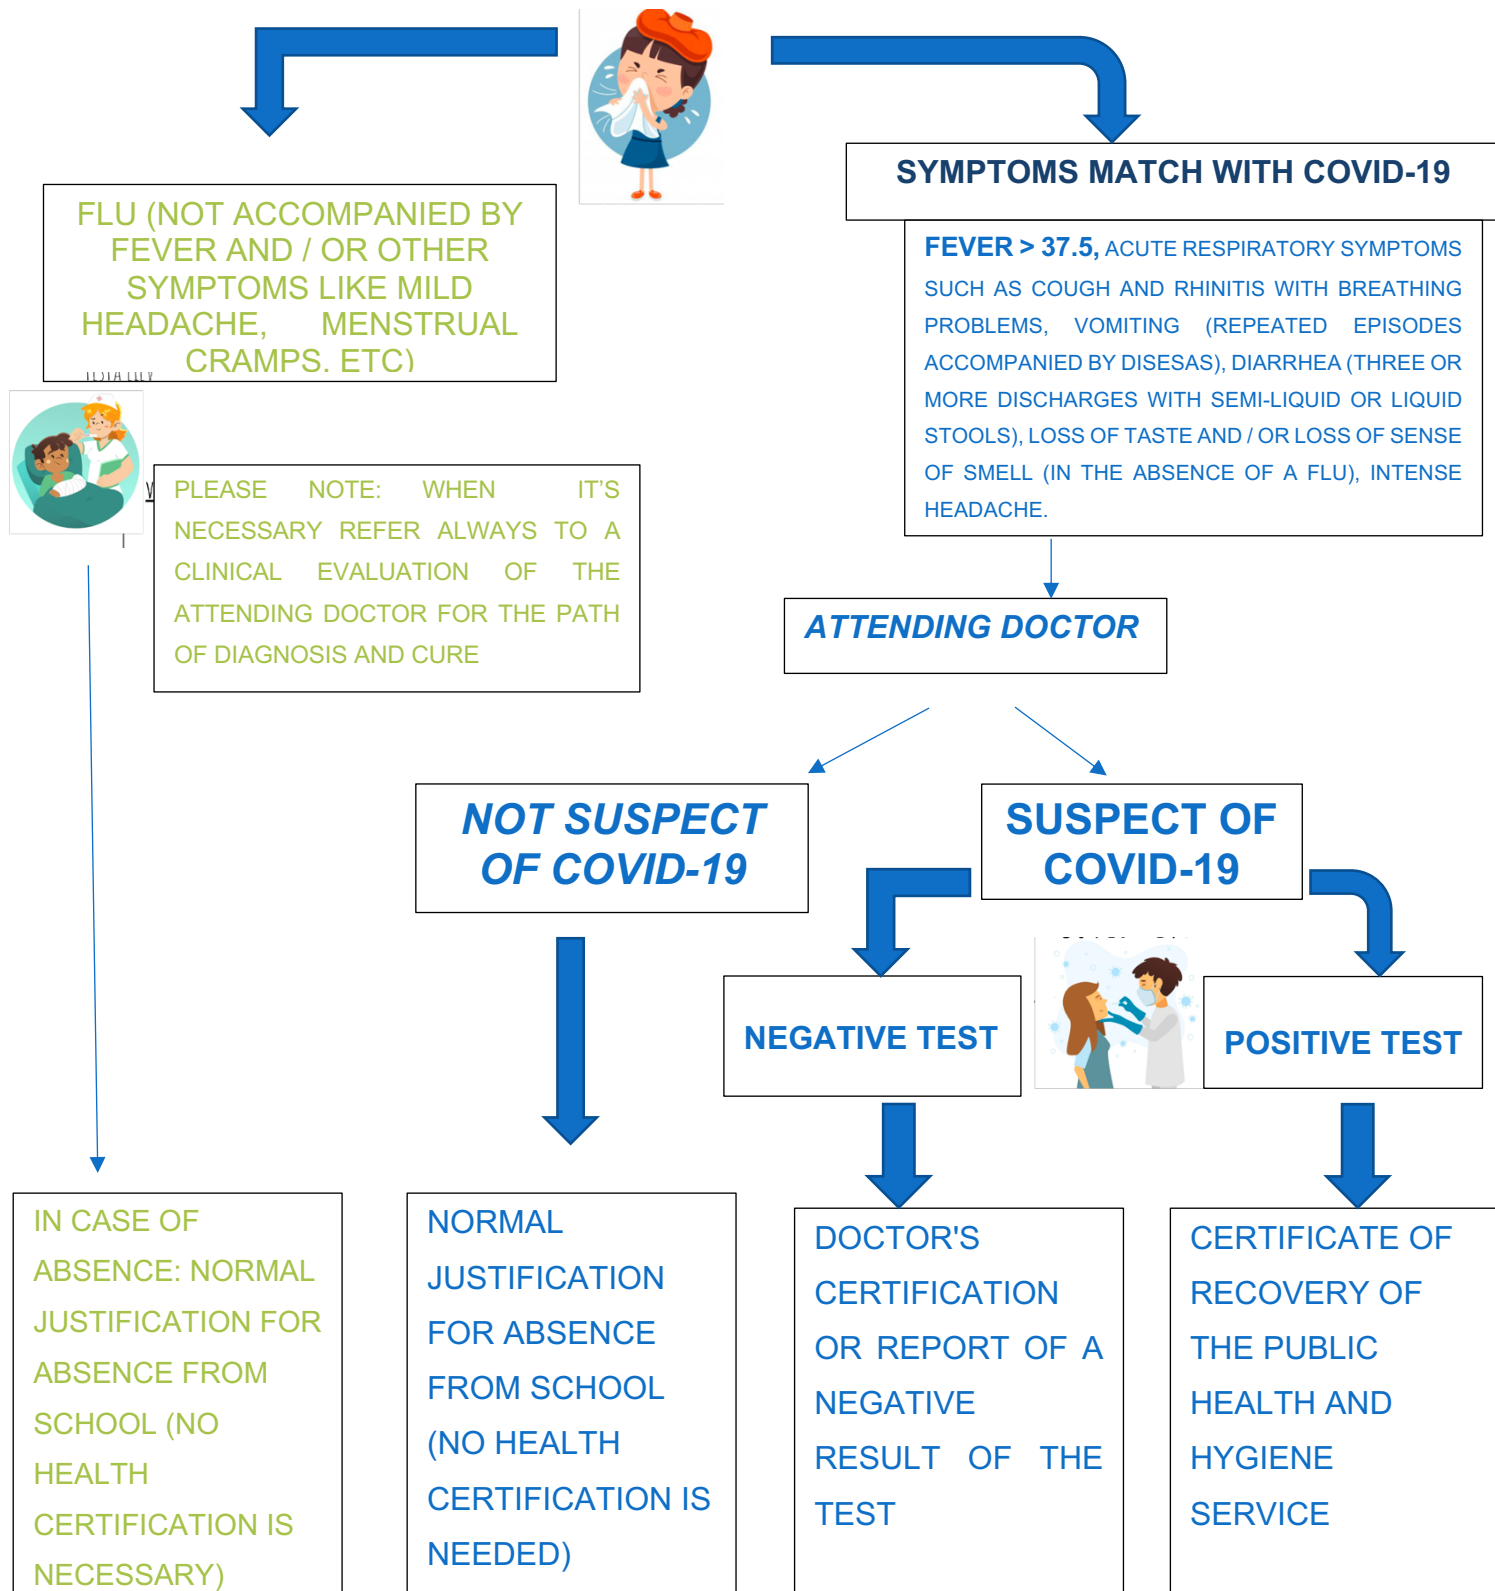 FLU (NOT ACCOMPANIED BY
FEVER AND / OR OTHER
SYMPTOMS LIKE MILD
HEADACHE, MENSTRUAL
CRAMPS. ETC)
PLEASE NOTE: WHEN IT'S
NECESSARY REFER ALWAYS TO A
CLINICAL EVALUATION OF THE
ATTENDING DOCTOR FOR THE PATH
OF DIAGNOSIS AND CURE
SYMPTOMS MATCH WITH COVID-19
FEVER > 37.5, ACUTE RESPIRATORY SYMPTOMS
SUCH AS COUGH AND RHINITIS WITH BREATHING
PROBLEMS, VOMITING (REPEATED EPISODES
ACCOMPANIED BY DISESAS), DIARRHEA (THREE OR
MORE DISCHARGES WITH SEMI-LIQUID OR LIQUID
STOOLS), LOSS OF TASTE AND / OR LOSS OF SENSE
OF SMELL (IN THE ABSENCE OF A FLU), INTENSE
HEADACHE.
ATTENDING DOCTOR
NOT SUSPECT
OF COVID-19
SUSPECT OF
COVID-19
NEGATIVE TEST
POSITIVE TEST
IN CASE OF
ABSENCE: NORMAL
JUSTIFICATION FOR
ABSENCE FROM
SCHOOL (NO
HEALTH
CERTIFICATION IS
NECESSARY)
NORMAL
JUSTIFICATION
FOR ABSENCE
FROM SCHOOL
(NO HEALTH
CERTIFICATION IS
NEEDED)
DOCTOR'S
CERTIFICATION
OR REPORT OF A
NEGATIVE
RESULT OF THE
TEST
CERTIFICATE OF
RECOVERY OF
THE PUBLIC
HEALTH AND
HYGIENE
SERVICE